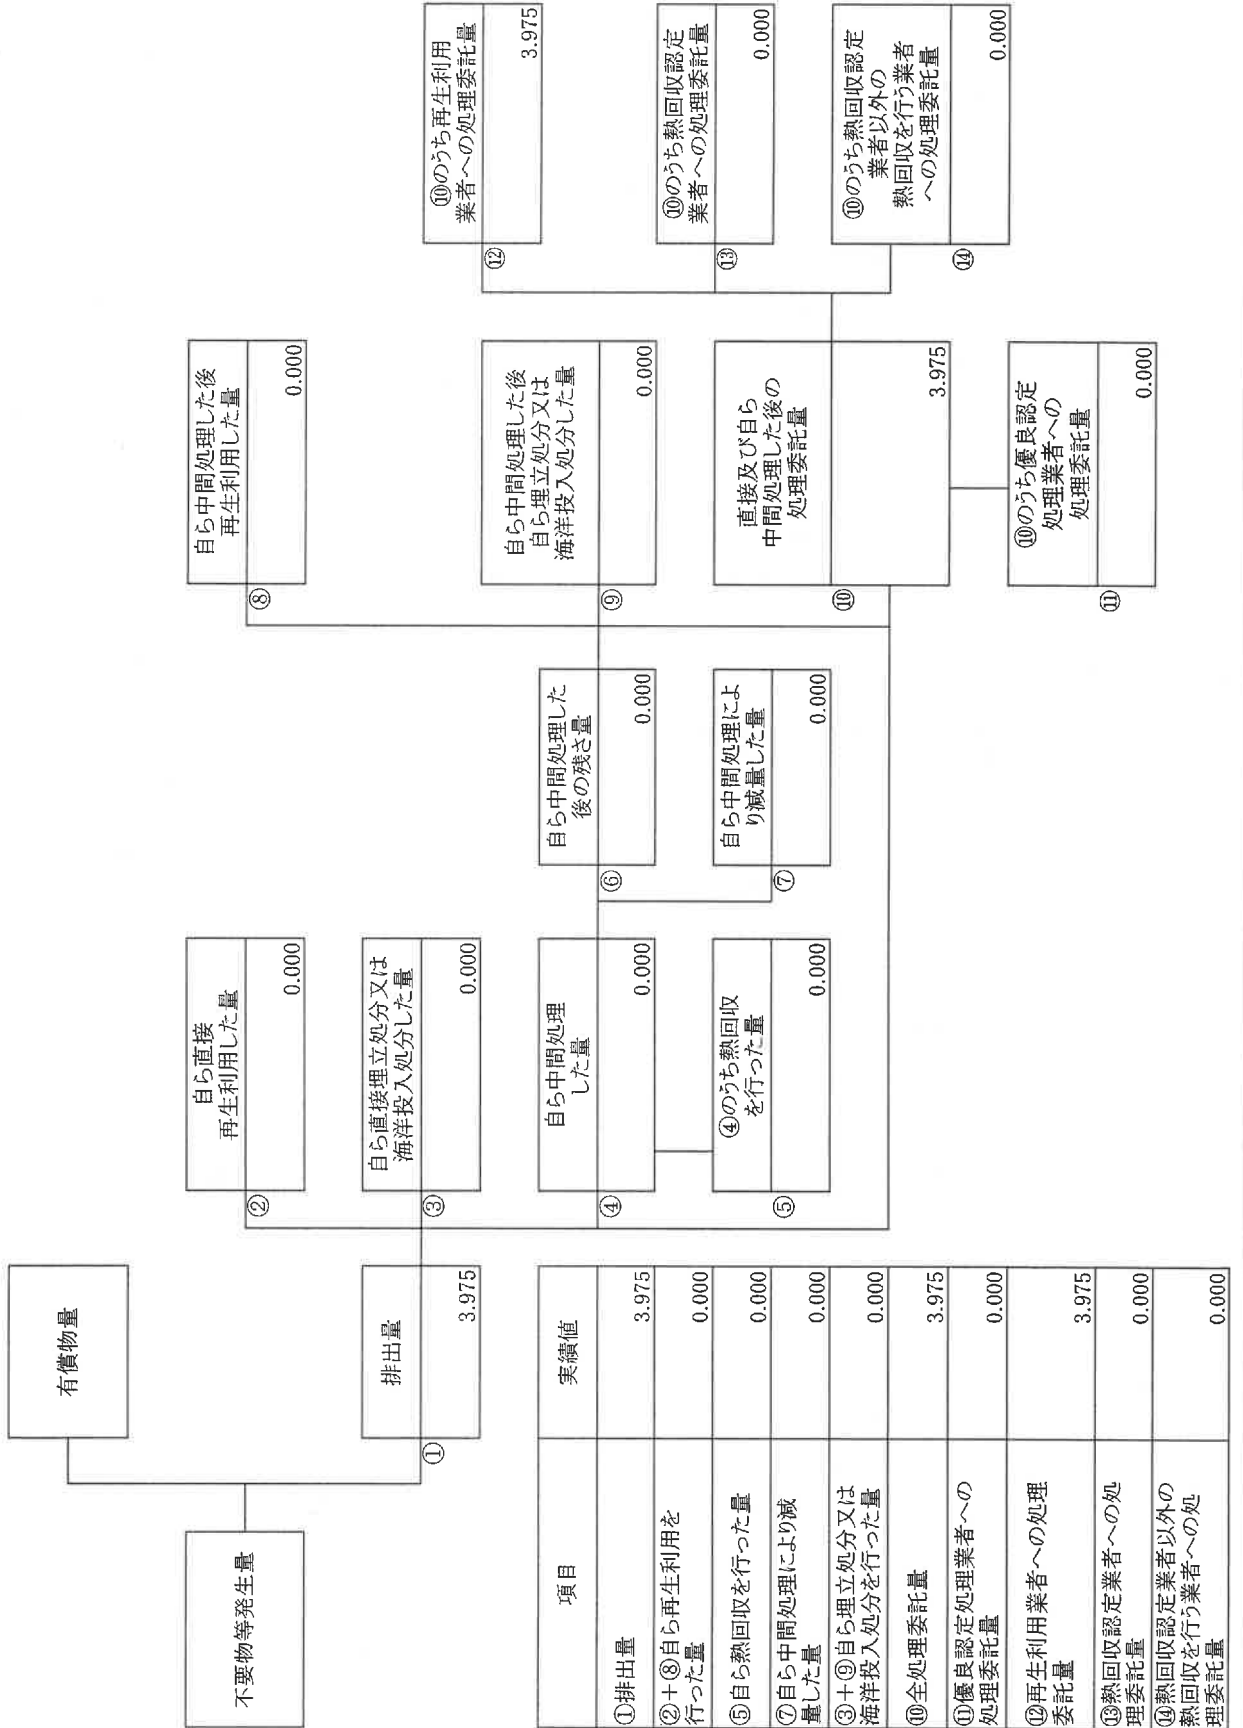 不要物等発生量
有償物量
排出量
①
3.975
自ら直接
再生利用した量
②
0.000
自ら直接埋立処分又は
海洋投入処分した量
③
0.000
自ら中間処理
した量
④
0.000
④のうち熱回収
を行った量
⑤
0.000
自ら中間処理した
後の残さ量
⑥
0.000
自ら中間処理によ
り減量した量
⑦
0.000
自ら中間処理した後
再生利用した量
⑧
0.000
自ら中間処理した後
自ら埋立処分又は
海洋投入処分した量
⑨
0.000
直接及び自ら
中間処理した後の
処理委託量
⑩
3.975
⑩のうち優良認定
処理業者への
処理委託量
⑪
0.000
⑩のうち再生利用
業者への処理委託量
⑫
3.975
⑩のうち熱回収認定
業者への処理委託量
⑬
0.000
⑩のうち熱回収認定
業者以外の
熱回収を行う業者
への処理委託量
⑭
0.000
項目 実績値
①排出量 3.975
②＋⑧自ら再生利用を
行った量 0.000
⑤自ら熱回収を行った量 0.000
⑦自ら中間処理により減
量した量 0.000
③＋⑨自ら埋立処分又は
海洋投入処分を行った量 0.000
⑩全処理委託量 3.975
⑪優良認定処理業者への
処理委託量 0.000
⑫再生利用業者への処理
委託量 3.975
⑬熱回収認定業者への処
理委託量 0.000
⑭熱回収認定業者以外の
熱回収を行う業者への処
理委託量 0.000